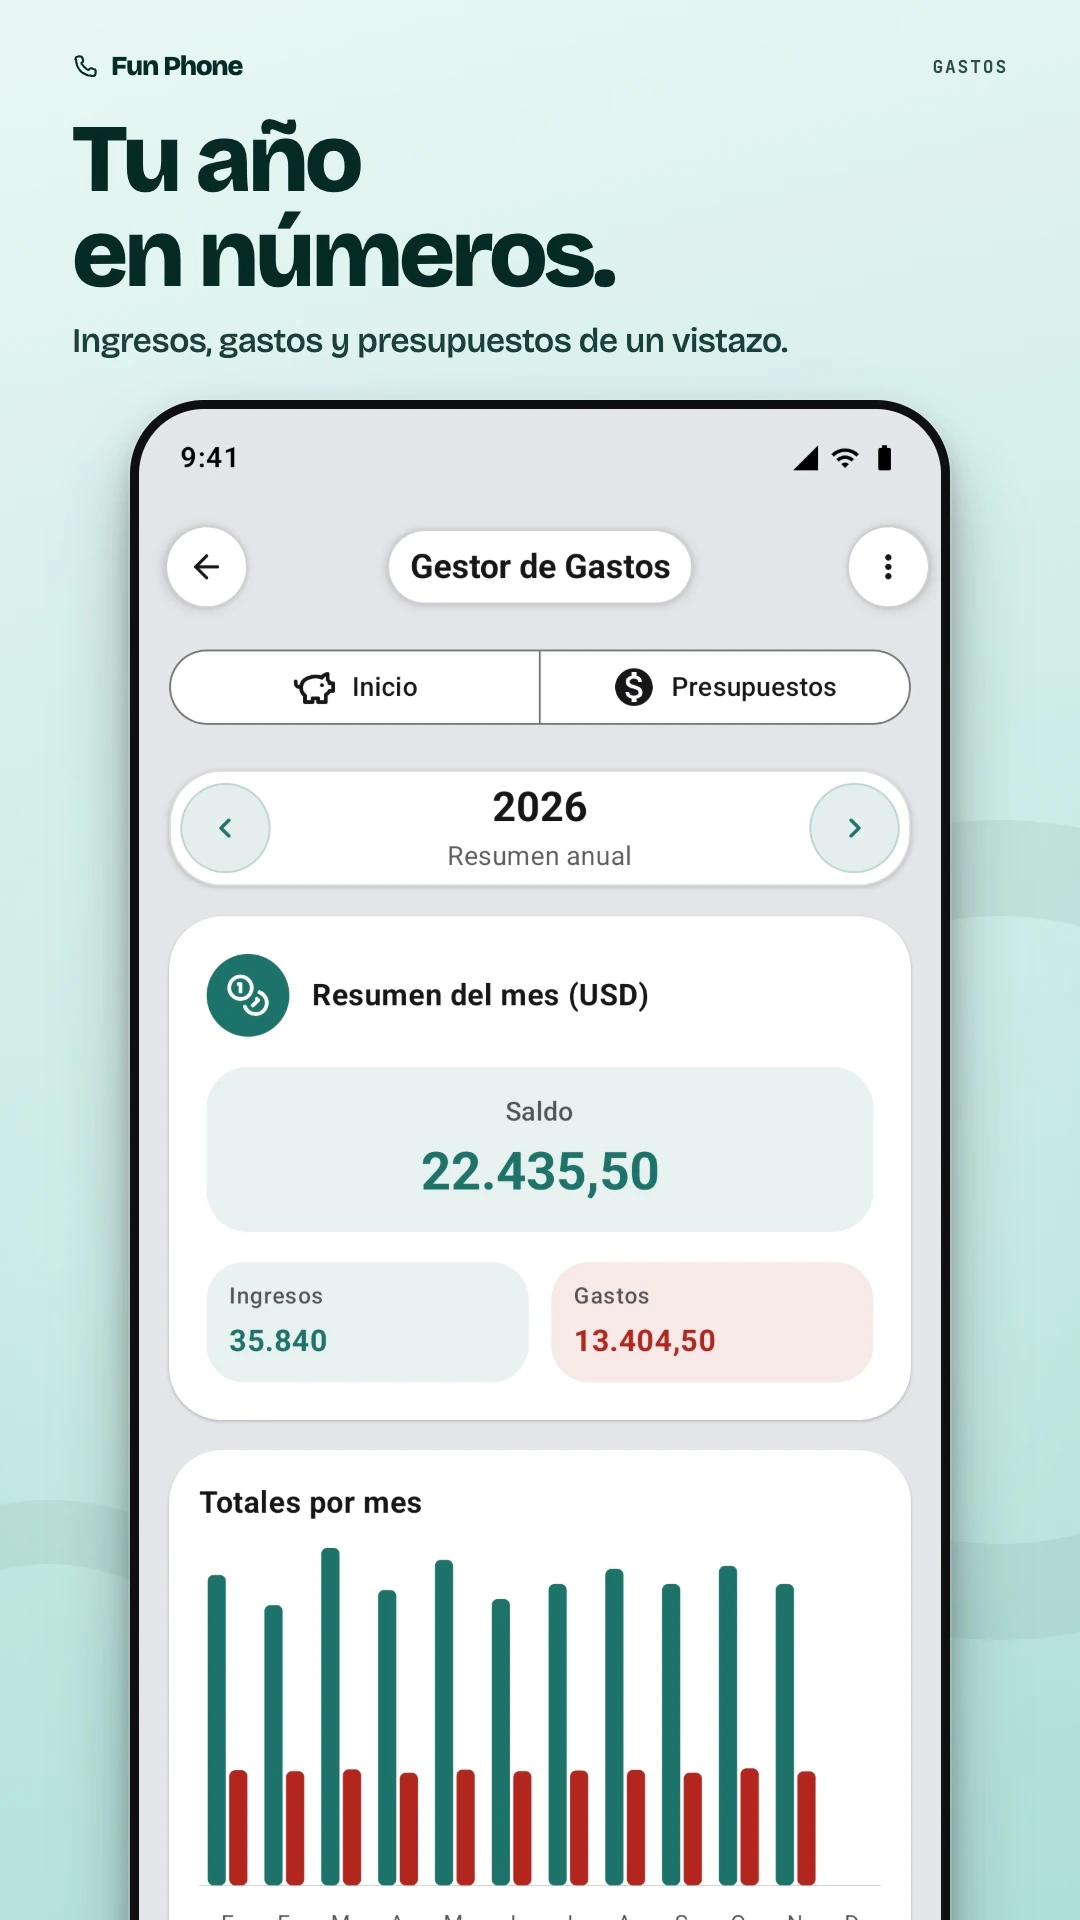 Fun Phone
GASTOS
Tu año
en números.
Ingresos, gastos y presupuestos de un vistazo.
9:41
Gestor de Gastos
Inicio
Presupuestos
2026
Resumen anual
Resumen del mes (USD)
Saldo
22.435,50
Ingresos
Gastos
35.840
13.404,50
Totales por mes